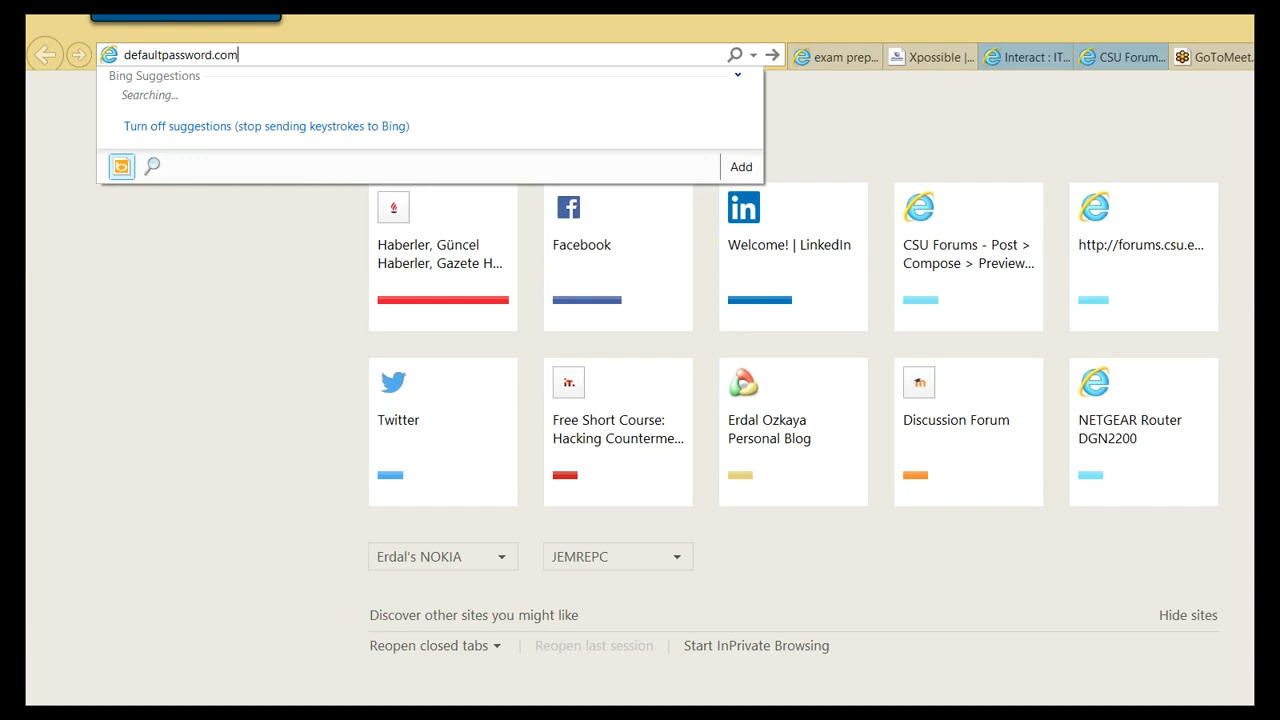 defaultpassword.com
exam prep...
Xpossible |...
Interact : IT...
CSU Forum...
GoToMeet.
Bing Suggestions
Searching...
Turn off suggestions (stop sending keystrokes to Bing)
Add
Haberler, Güncel
Haberler, Gazete H...
Facebook
Welcome! | LinkedIn
CSU Forums - Post >
Compose > Preview...
http://forums.csu.e...
Twitter
Free Short Course:
Hacking Counterme...
Erdal Ozkaya
Personal Blog
Discussion Forum
NETGEAR Router
DGN2200
Erdal's NOKIA
JEMREPC
Discover other sites you might like
Hide sites
Reopen closed tabs
Reopen last session
Start InPrivate Browsing